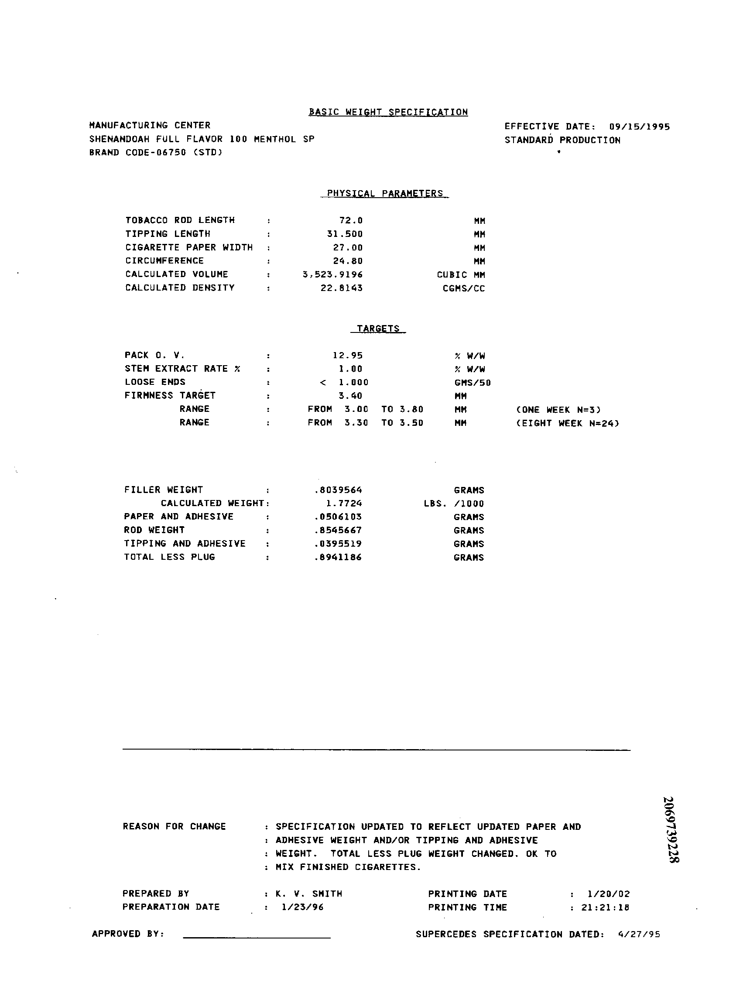 BASIC WEIGHT SPECIFICATION
MANUFACTURING CENTER EFFECTIVE DATE: 09/15/1995
SHENANDOAH FULL FLAVOR 100 MENTHOL SP STANDARD PRODUCTION
BRAND CODE-06750 (STD)
PHYSICAL PARAMETERS
TOBACCO ROD LENGTH : 72.0 MM
TIPPING LENGTH : 31.500 MM
CIGARETTE PAPER WIDTH : 27.00 MM
CIRCUMFERENCE : 24.80 MM
CALCULATED VOLUME : 3,523.9196 CUBIC MM
CALCULATED DENSITY : 22.8143 CGMS/CC
TARGETS
PACK O. V. : 12.95 % W/W
STEM EXTRACT RATE % : 1.00 % W/W
LOOSE ENDS : < 1.000 GMS/50
FIRMNESS TARGET : 3.40 MM
RANGE : FROM 3.00 TO 3.80 MM (ONE WEEK N=3)
RANGE : FROM 3.30 TO 3.50 MM (EIGHT WEEK N=24)
FILLER WEIGHT : .8039564 GRAMS
CALCULATED WEIGHT: 1.7724 LBS. /1000
PAPER AND ADHESIVE : .0506103 GRAMS
ROD WEIGHT : .8545667 GRAMS
TIPPING AND ADHESIVE : .0395519 GRAMS
TOTAL LESS PLUG : .8941186 GRAMS
REASON FOR CHANGE : SPECIFICATION UPDATED TO REFLECT UPDATED PAPER AND
: ADHESIVE WEIGHT AND/OR TIPPING AND ADHESIVE
: WEIGHT. TOTAL LESS PLUG WEIGHT CHANGED. OK TO
: MIX FINISHED CIGARETTES.
PREPARED BY : K. V. SMITH PRINTING DATE : 1/20/02
PREPARATION DATE : 1/23/96 PRINTING TIME : 21:21:18
APPROVED BY: SUPERCEDES SPECIFICATION DATED: 4/27/95
2069739228